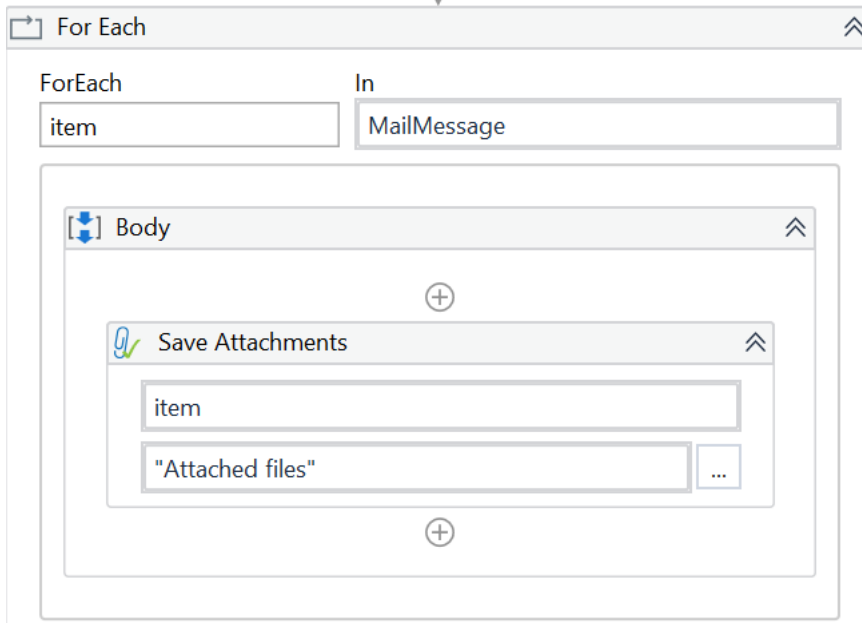 For Each
ForEach
In
item
MailMessage
Body
Save Attachments
item
"Attached files"
...